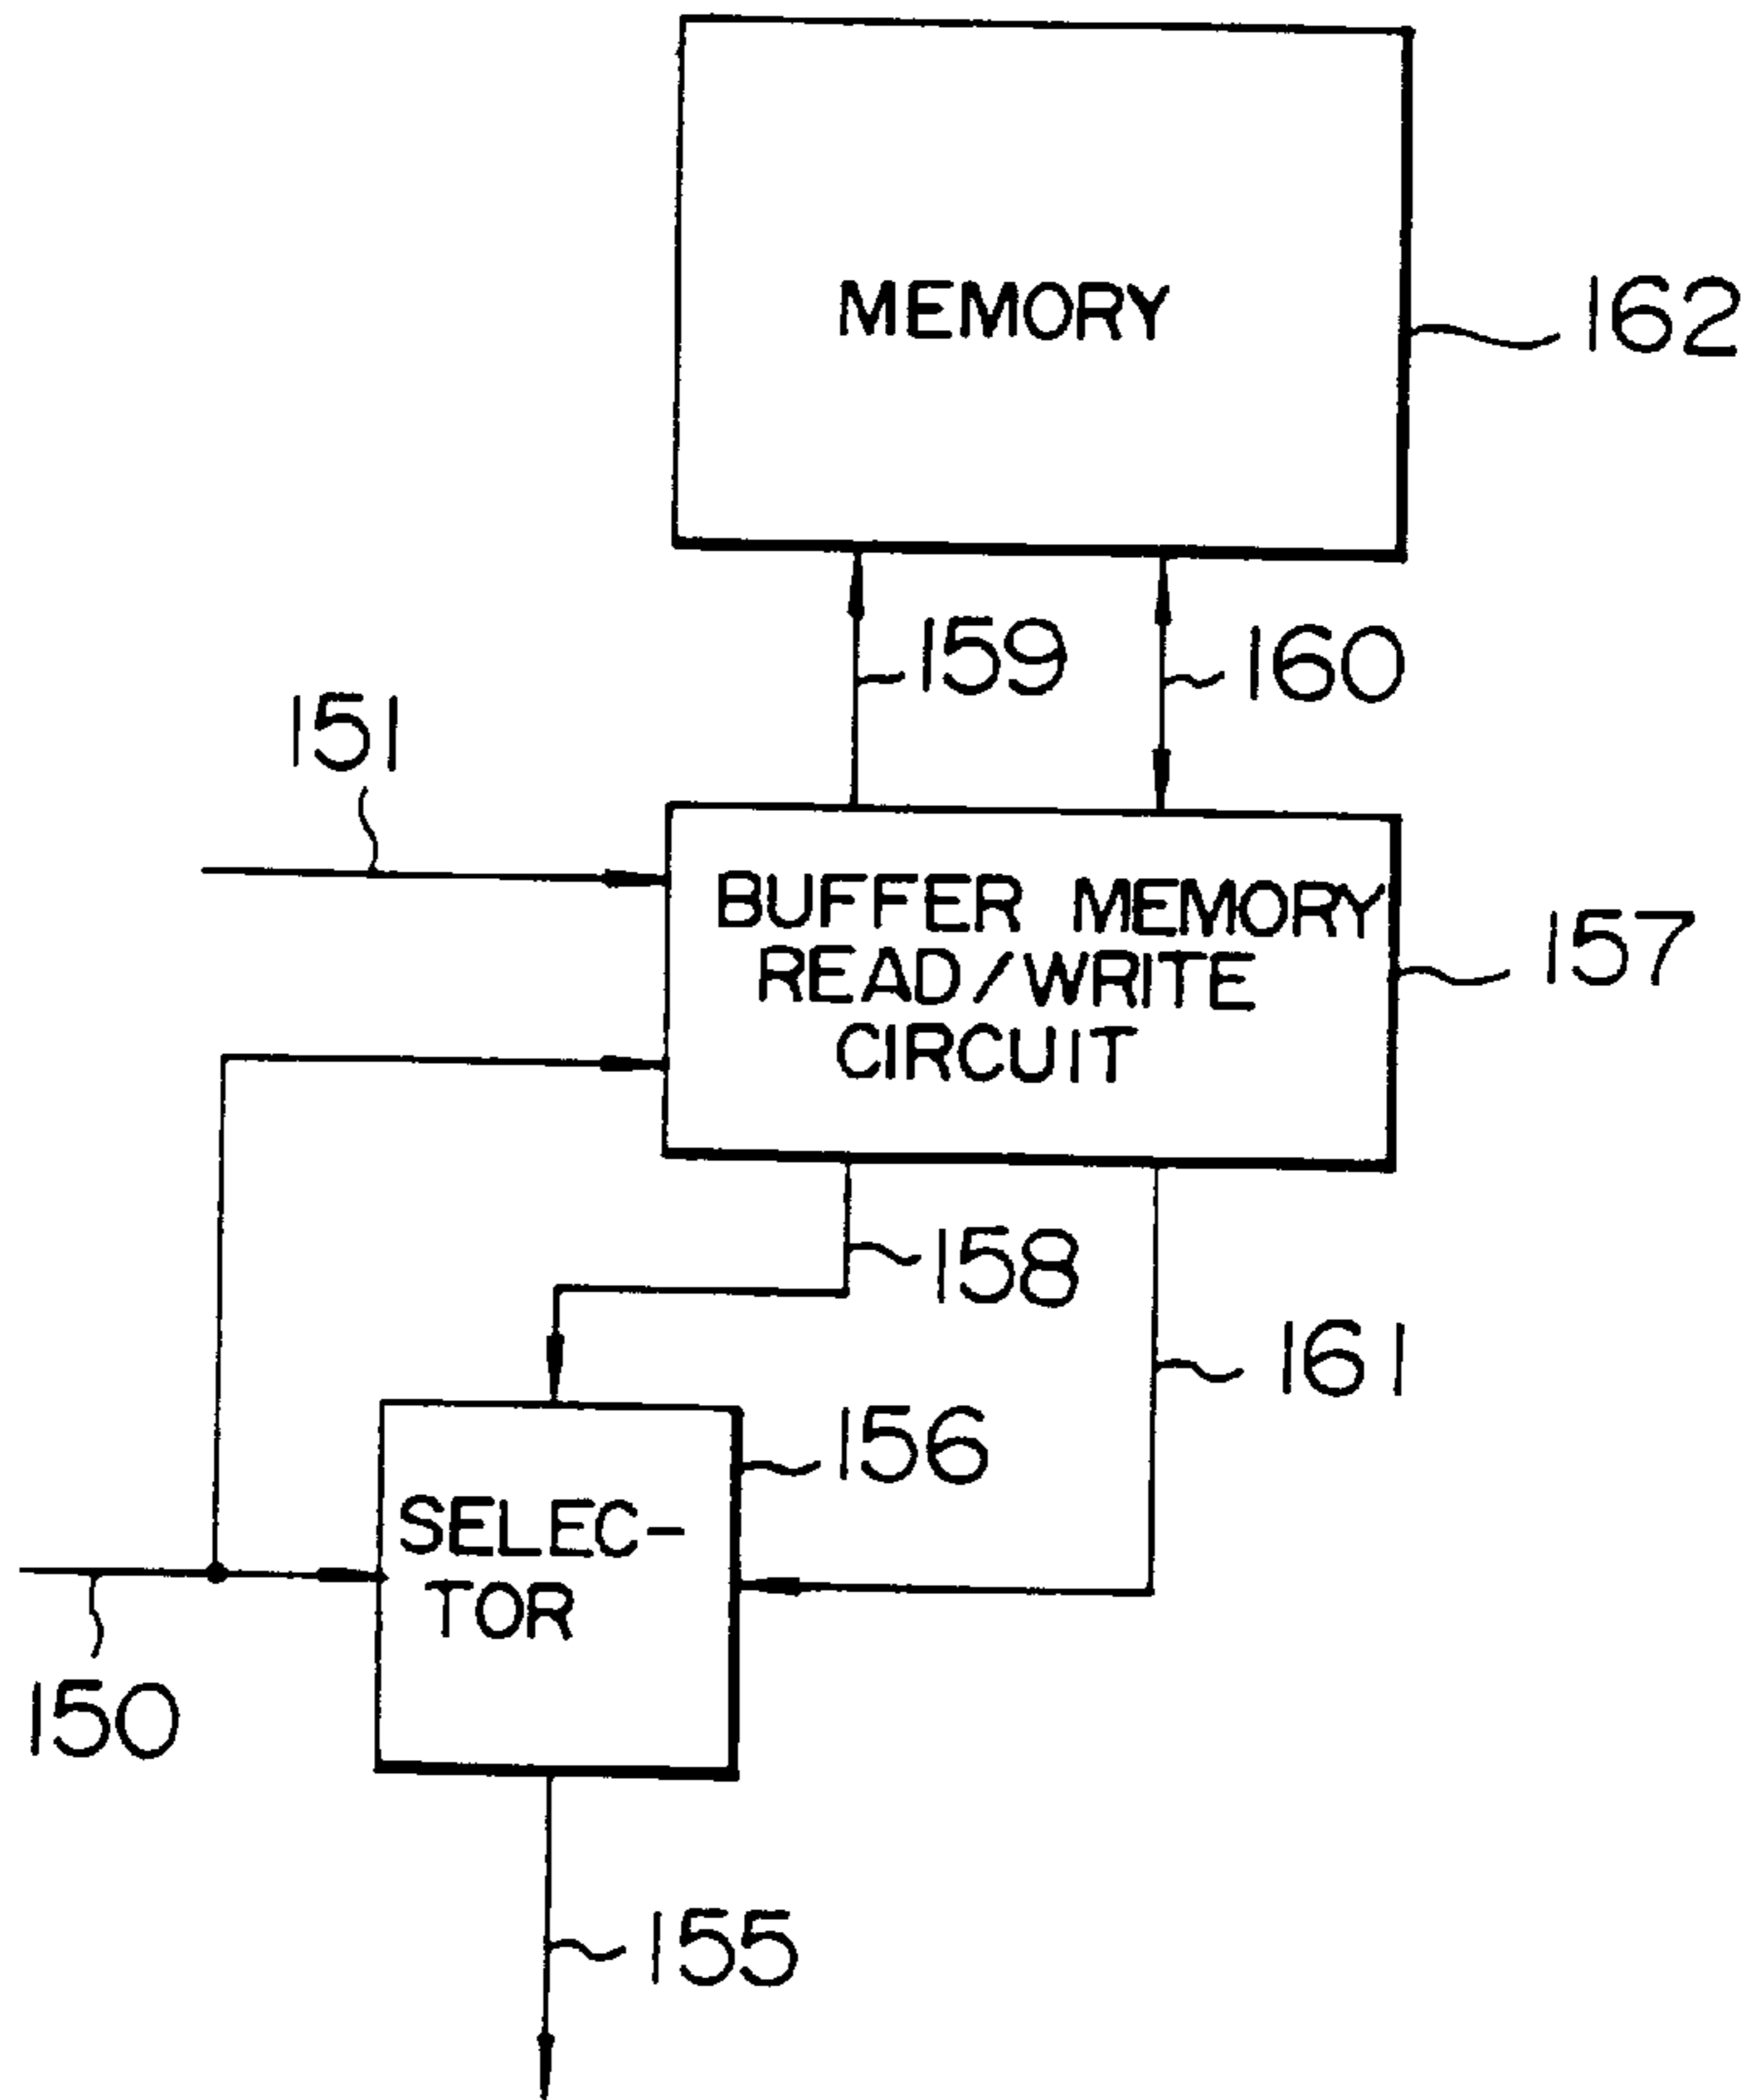 MEMORY
162
159
160
151
BUFFER MEMORY
READ/WRITE
CIRCUIT
157
158
161
156
SELEC-
TOR
150
155